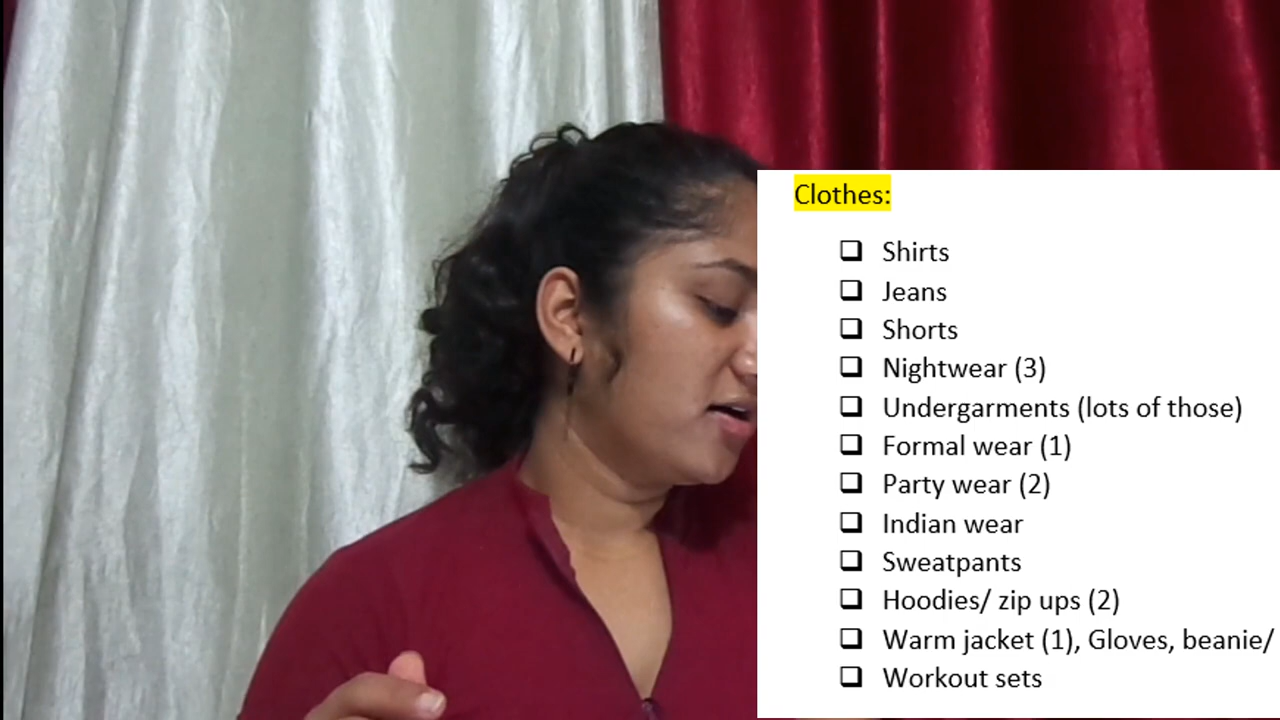 Clothes:
Shirts
Jeans
Shorts
Nightwear (3)
Undergarments (lots of those)
Formal wear (1)
Party wear (2)
Indian wear
Sweatpants
Hoodies/ zip ups (2)
Warm jacket (1), Gloves, beanie/
Workout sets